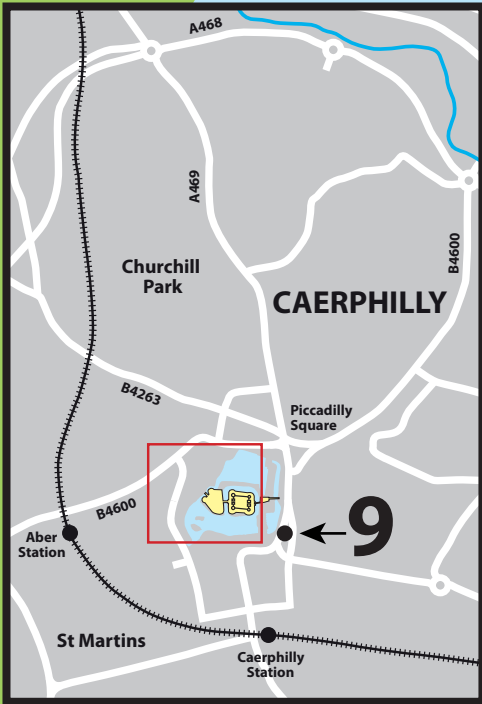 A468
A469
B4600
Churchill
Park
CAERPHILLY
B4263
Piccadilly
Square
B4600
9
Aber
Station
St Martins
Caerphilly
Station